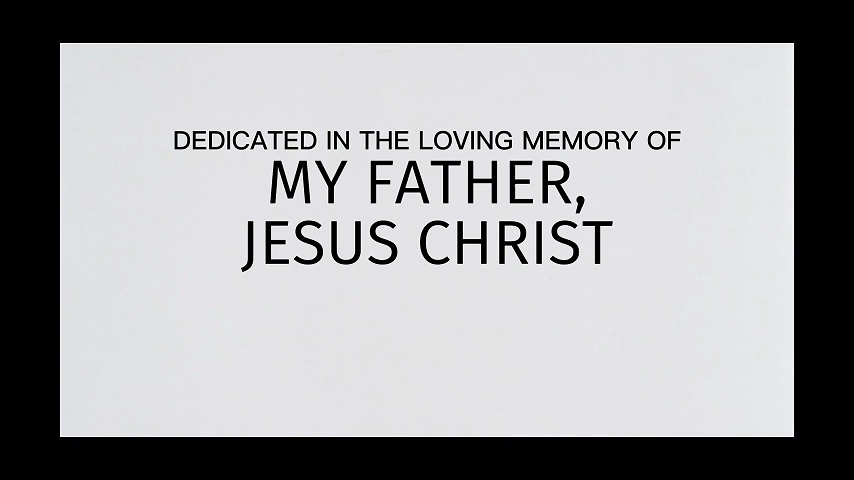 DEDICATED IN THE LOVING MEMORY OF
MY FATHER,
JESUS CHRIST